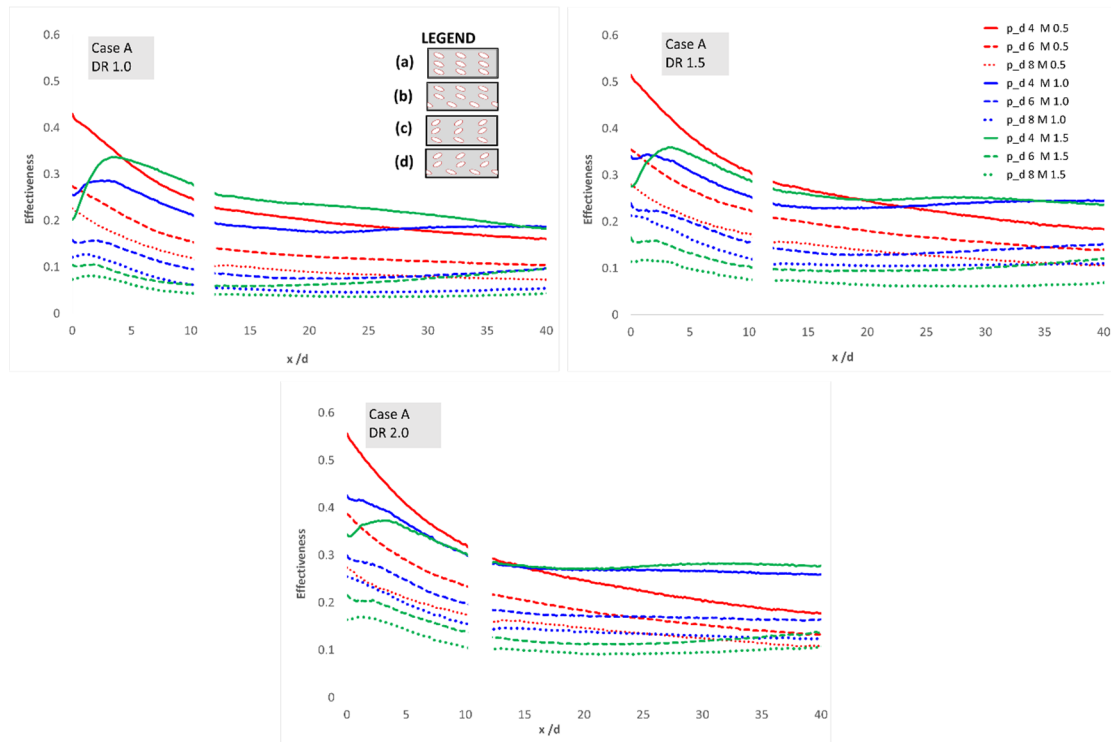 Case A
DR 1.0
LEGEND
(a)
(b)
(c)
(d)
Effectiveness
0.6
0.5
0.4
0.3
0.2
0.1
0
0 5 10 15 20 25 30 35 40
x /d
Case A
DR 1.5
p_d 4 M 0.5
p_d 6 M 0.5
p_d 8 M 0.5
p_d 4 M 1.0
p_d 6 M 1.0
p_d 8 M 1.0
p_d 4 M 1.5
p_d 6 M 1.5
p_d 8 M 1.5
Effectiveness
0.6
0.5
0.4
0.3
0.2
0.1
0
0 5 10 15 20 25 30 35 40
x /d
Case A
DR 2.0
Effectiveness
0.6
0.5
0.4
0.3
0.2
0.1
0
0 5 10 15 20 25 30 35 40
x /d